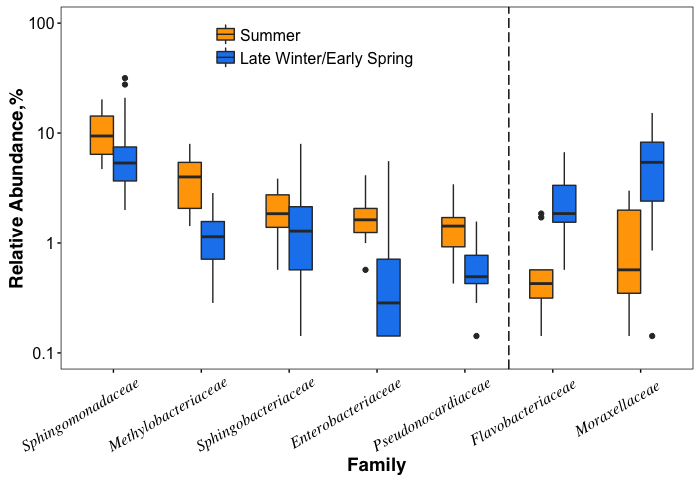 Summer
Late Winter/Early Spring
Relative Abundance,%
100
10
1
0.1
Sphingomonadaceae
Methylobacteriaceae
Sphingobacteriaceae
Enterobacteriaceae
Pseudonocardiaceae
Flavobacteriaceae
Moraxellaceae
Family